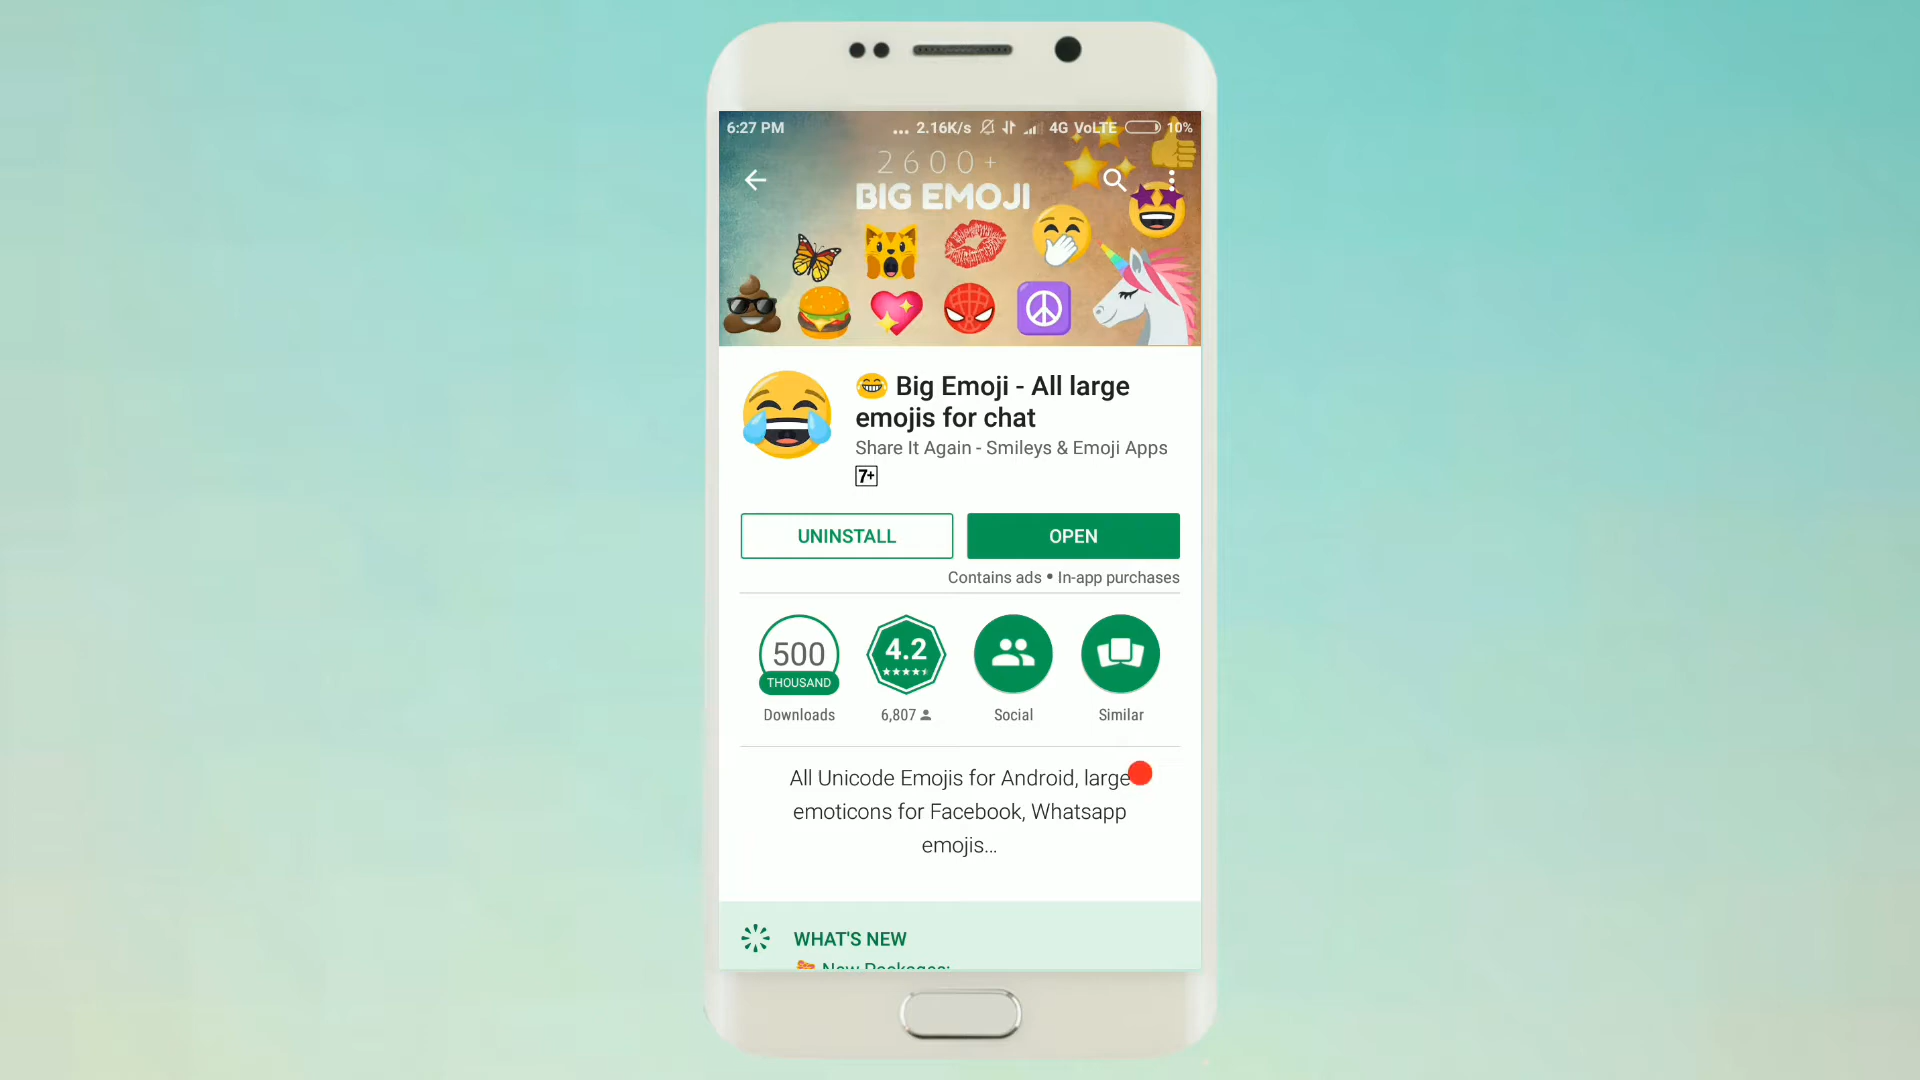 6:27 PM ... 2.16K/s 4G VoLTE 10%
2600+
BIG EMOJI
😂 Big Emoji - All large
emojis for chat
Share It Again - Smileys & Emoji Apps
7+
UNINSTALL OPEN
Contains ads • In-app purchases
500 4.2
THOUSAND
Downloads 6,807 Social Similar
All Unicode Emojis for Android, large
emoticons for Facebook, Whatsapp
emojis...
WHAT'S NEW
New Packages: